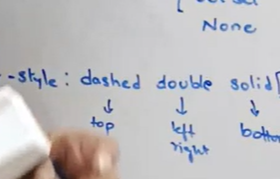 None
-style: dashed double solid
↓ ↓ ↓
top left bottom
right